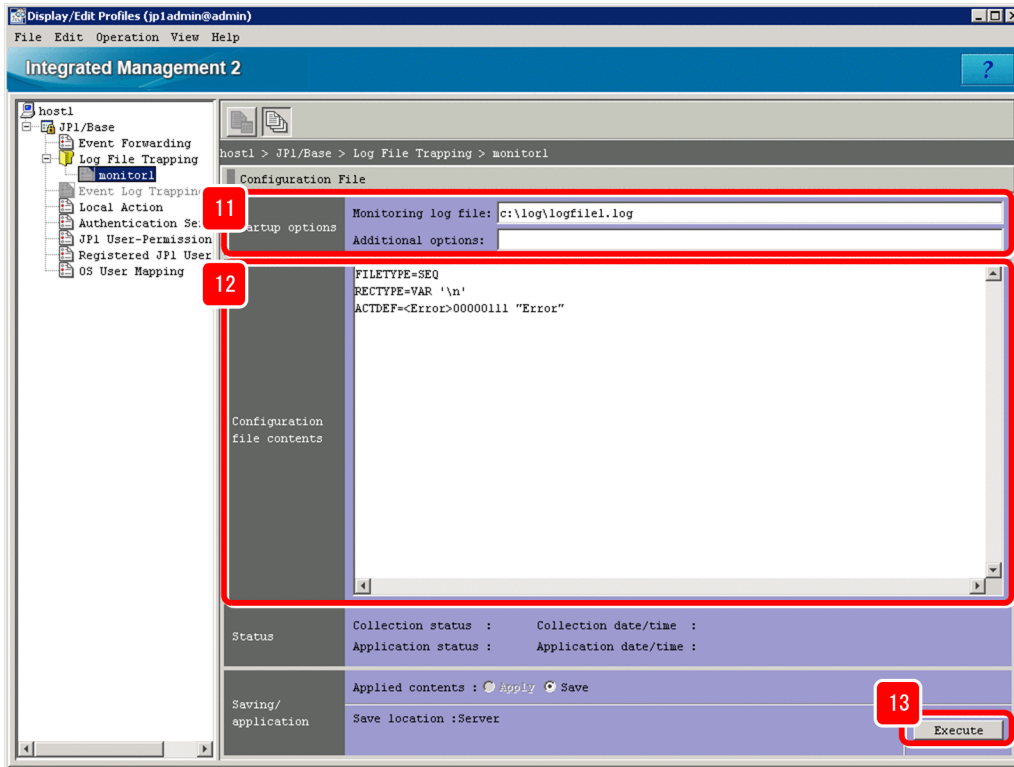 Display/Edit Profiles (jp1admin@admin)
File Edit Operation View Help
Integrated Management 2
?
host1
JP1/Base
Event Forwarding
Log File Trapping
monitor1
Event Log Trappin
Local Action
Authentication Se
JP1 User-Permission
Registered JP1 User
OS User Mapping
host1 > JP1/Base > Log File Trapping > monitor1
Configuration File
11
artup options
Monitoring log file: c:\log\logfile1.log
Additional options:
12
Configuration
file contents
FILETYPE=SEQ
RECTYPE=VAR '\n'
ACTDEF=<Error>00000111 "Error"
Status
Collection status : Collection date/time :
Application status : Application date/time :
Saving/
application
Applied contents : Apply Save
Save location :Server
13
Execute